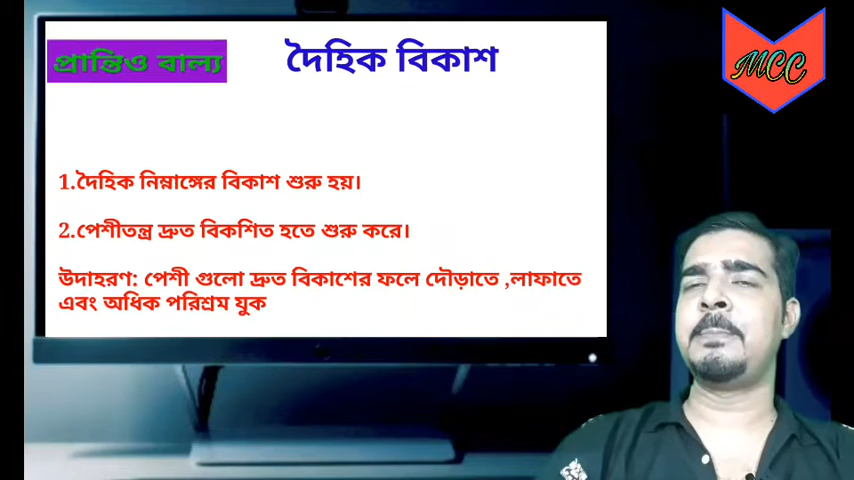 প্রান্তিও বাল্য
দৈহিক বিকাশ
MCC
1.দৈহিক নিম্নাঙ্গের বিকাশ শুরু হয়।
2.পেশীতন্ত্র দ্রুত বিকশিত হতে শুরু করে।
উদাহরণ: পেশী গুলো দ্রুত বিকাশের ফলে দৌড়াতে ,লাফাতে
এবং অধিক পরিশ্রম যুক